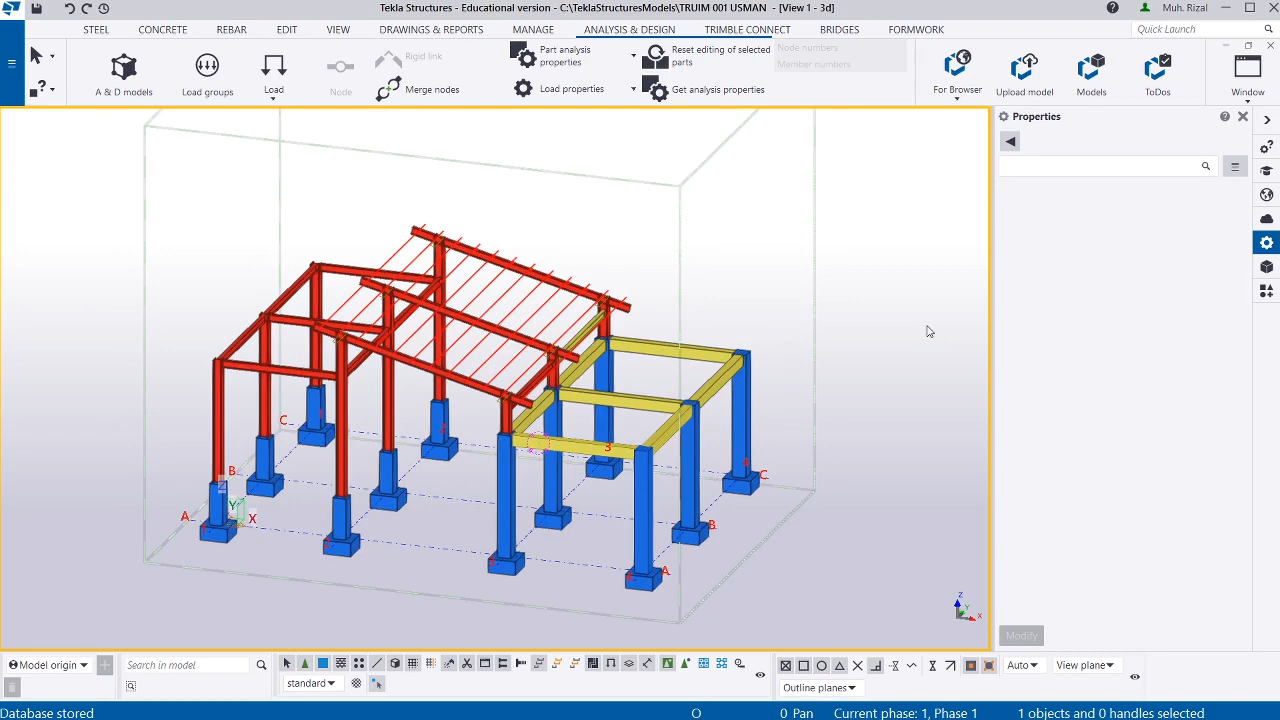 Tekla Structures - Educational version - C:\TeklaStructuresModels\TRUIN 001 USMAN - [View 1 - 3d]
Muh. Rizal
STEEL CONCRETE REBAR EDIT VIEW DRAWINGS & REPORTS MANAGE ANALYSIS & DESIGN TRIMBLE CONNECT BRIDGES FORMWORK
Quick Launch
A & D models
Load groups
Load
Node
Rigid link
Merge nodes
Part analysis
properties
Load properties
Reset editing of selected
parts
Get analysis properties
Node numbers
Member numbers
For Browser
Upload model
Models
ToDos
Window
Properties
C
B
Y
A
X
3
C
B
A
Z
Y
X
Modify
Model origin
Search in model
standard
Auto
View plane
Outline planes
Database stored
O
0 Pan
Current phase: 1, Phase 1
1 objects and 0 handles selected